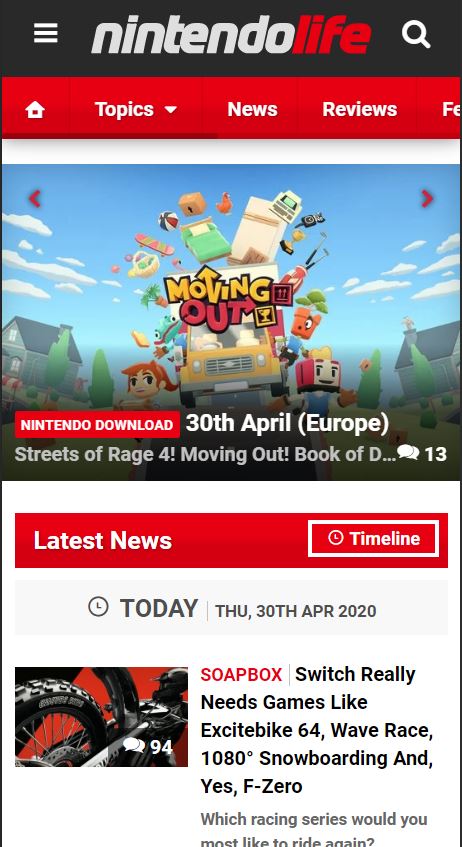 nintendolife
Topics
News
Reviews
Fe
MOVING
OUT
NINTENDO DOWNLOAD 30th April (Europe)
Streets of Rage 4! Moving Out! Book of D... 13
Latest News
Timeline
TODAY THU, 30TH APR 2020
94
SOAPBOX Switch Really
Needs Games Like
Excitebike 64, Wave Race,
1080° Snowboarding And,
Yes, F-Zero
Which racing series would you
most like to ride again?